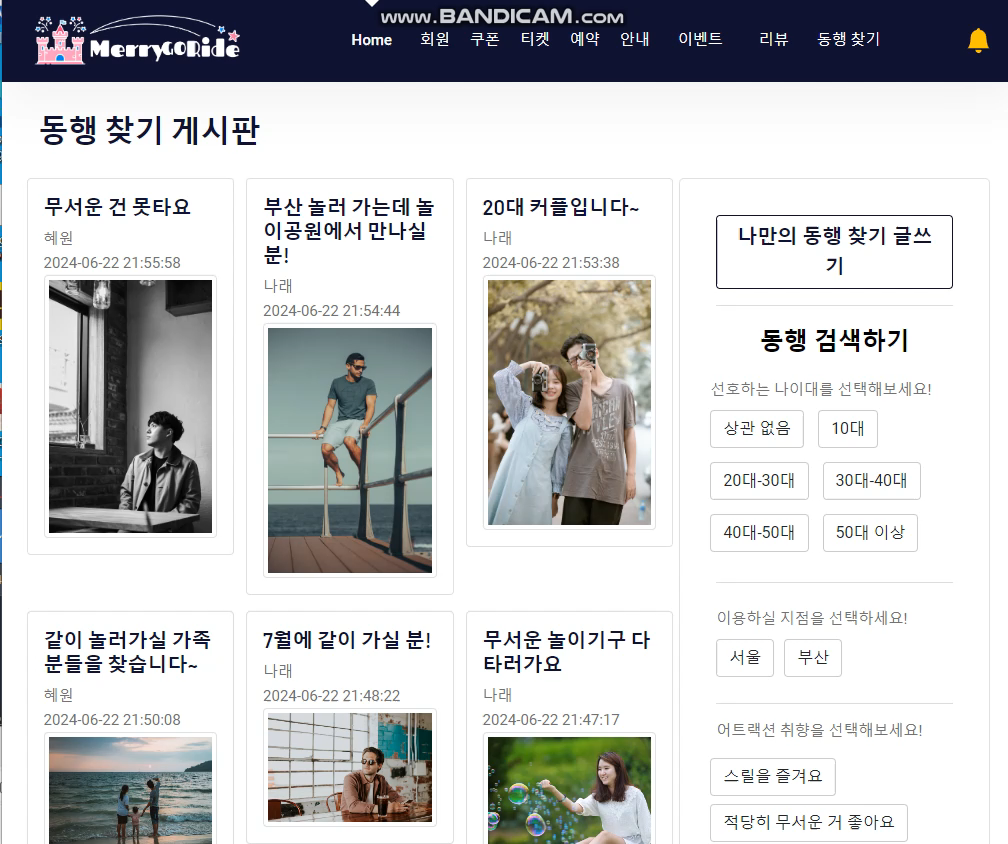 www.BANDICAM.com
MerryGoRide
Home 회원 쿠폰 티켓 예약 안내 이벤트 리뷰 동행 찾기
동행 찾기 게시판
무서운 건 못타요
혜원
2024-06-22 21:55:58
부산 놀러 가는데 놀
이공원에서 만나실
분!
나래
2024-06-22 21:54:44
20대 커플입니다~
나래
2024-06-22 21:53:38
같이 놀러가실 가족
분들을 찾습니다~
혜원
2024-06-22 21:50:08
7월에 같이 가실 분!
나래
2024-06-22 21:48:22
무서운 놀이기구 다
타러가요
나래
2024-06-22 21:47:17
나만의 동행 찾기 글쓰
기
동행 검색하기
선호하는 나이대를 선택해보세요!
상관 없음 10대
20대-30대 30대-40대
40대-50대 50대 이상
이용하실 지점을 선택하세요!
서울 부산
어트랙션 취향을 선택해보세요!
스릴을 즐겨요
적당히 무서운 거 좋아요